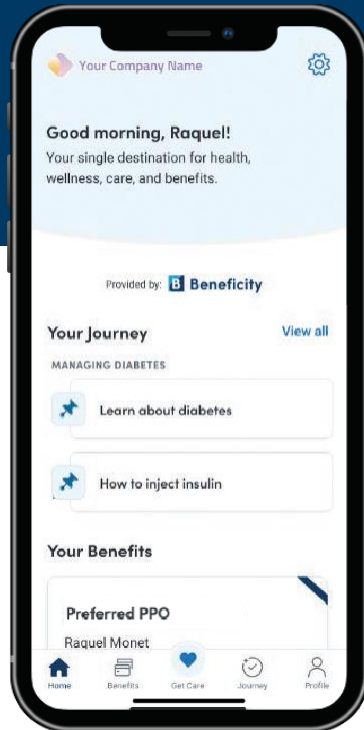 Your Company Name
Good morning, Raquel!
Your single destination for health,
wellness, care, and benefits.
Provided by: B Beneficity
Your Journey
View all
MANAGING DIABETES
Learn about diabetes
How to inject insulin
Your Benefits
Preferred PPO
Raquel Monet
Home
Benefits
Get Care
Journey
Profile